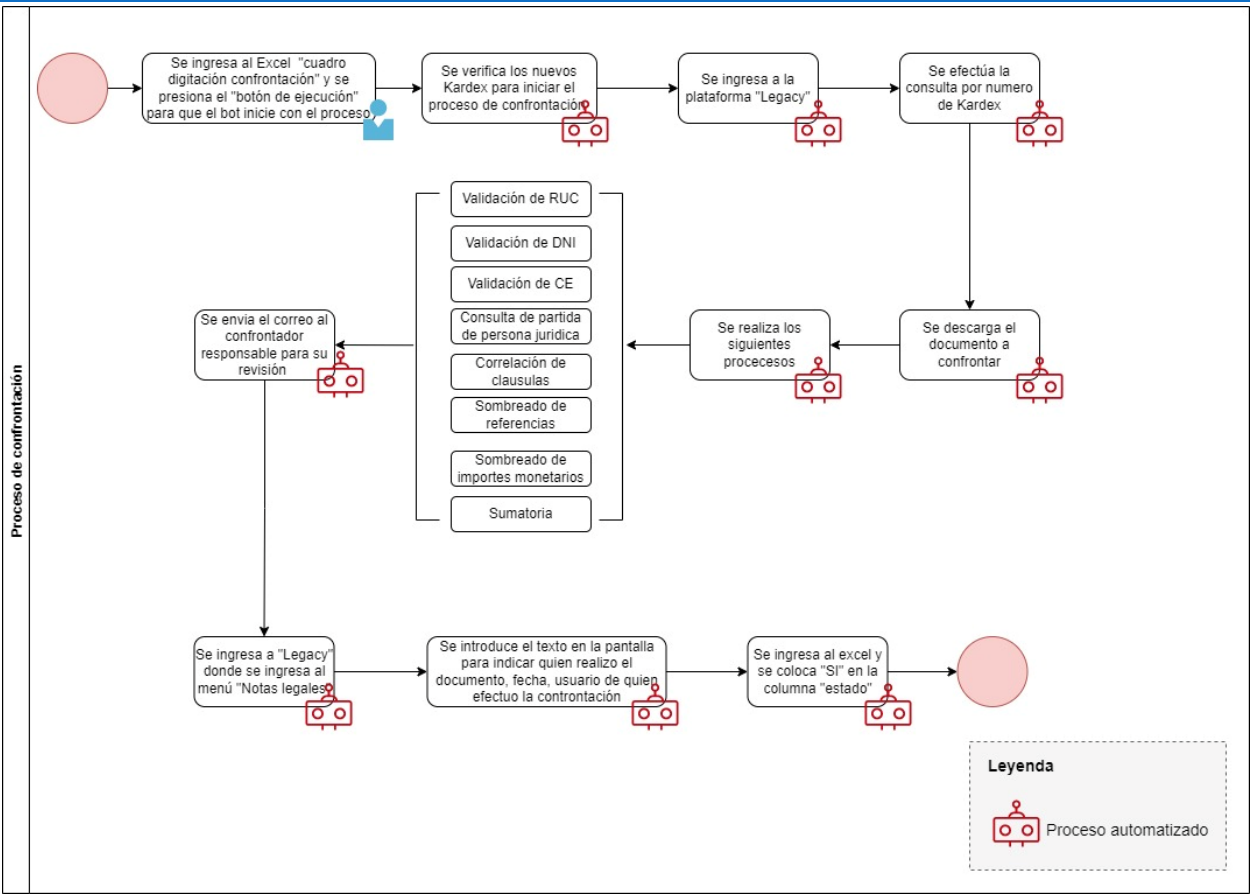 Proceso de confrontación
Se ingresa al Excel "cuadro
digitación confrontación" y se
presiona el "botón de ejecución"
para que el bot inicie con el proceso
Se verifica los nuevos
Kardex para iniciar el
proceso de confrontación
Se ingresa a la
plataforma "Legacy"
Se efectúa la
consulta por numero
de Kardex
Se descarga el
documento a
confrontar
Se realiza los
siguientes
procecesos
Validación de RUC
Validación de DNI
Validación de CE
Consulta de partida
de persona juridica
Correlación de
clausulas
Sombreado de
referencias
Sombreado de
importes monetarios
Sumatoria
Se envia el correo al
confrontador
responsable para su
revisión
Se ingresa a "Legacy"
donde se ingresa al
menú "Notas legales"
Se introduce el texto en la pantalla
para indicar quien realizo el
documento, fecha, usuario de quien
efectuo la confrontación
Se ingresa al excel y
se coloca "SI" en la
columna "estado"
Leyenda
Proceso automatizado